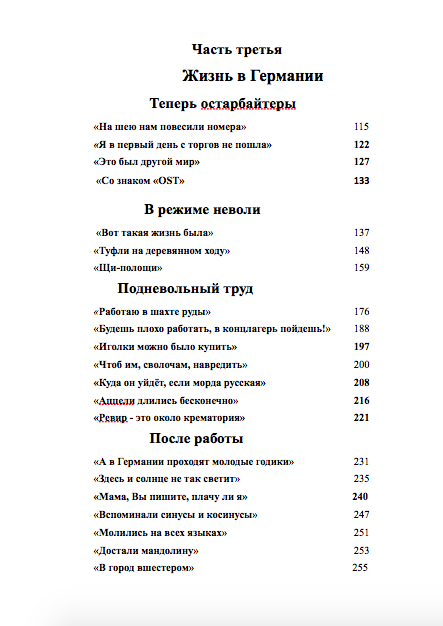 Часть третья
Жизнь в Германии
Теперь остарбайтеры
«На шею нам повесили номера» 115
«Я в первый день с торгов не пошла» 122
«Это был другой мир» 127
«Со знаком «OST» 133
В режиме неволи
«Вот такая жизнь была» 137
«Туфли на деревянном ходу» 148
«Щи-полощи» 159
Подневольный труд
«Работаю в шахте руды» 176
«Будешь плохо работать, в концлагерь пойдешь!» 188
«Иголки можно было купить» 197
«Чтоб им, сволочам, навредить» 200
«Куда он уйдёт, если морда русская» 208
«Аппели длились бесконечно» 216
«Ревир - это около крематория» 221
После работы
«А в Германии проходят молодые годики» 231
«Здесь и солнце не так светит» 235
«Мама, Вы пишите, плачу ли я» 240
«Вспоминали синусы и косинусы» 247
«Молились на всех языках» 251
«Достали мандолину» 253
«В город вшестером» 255